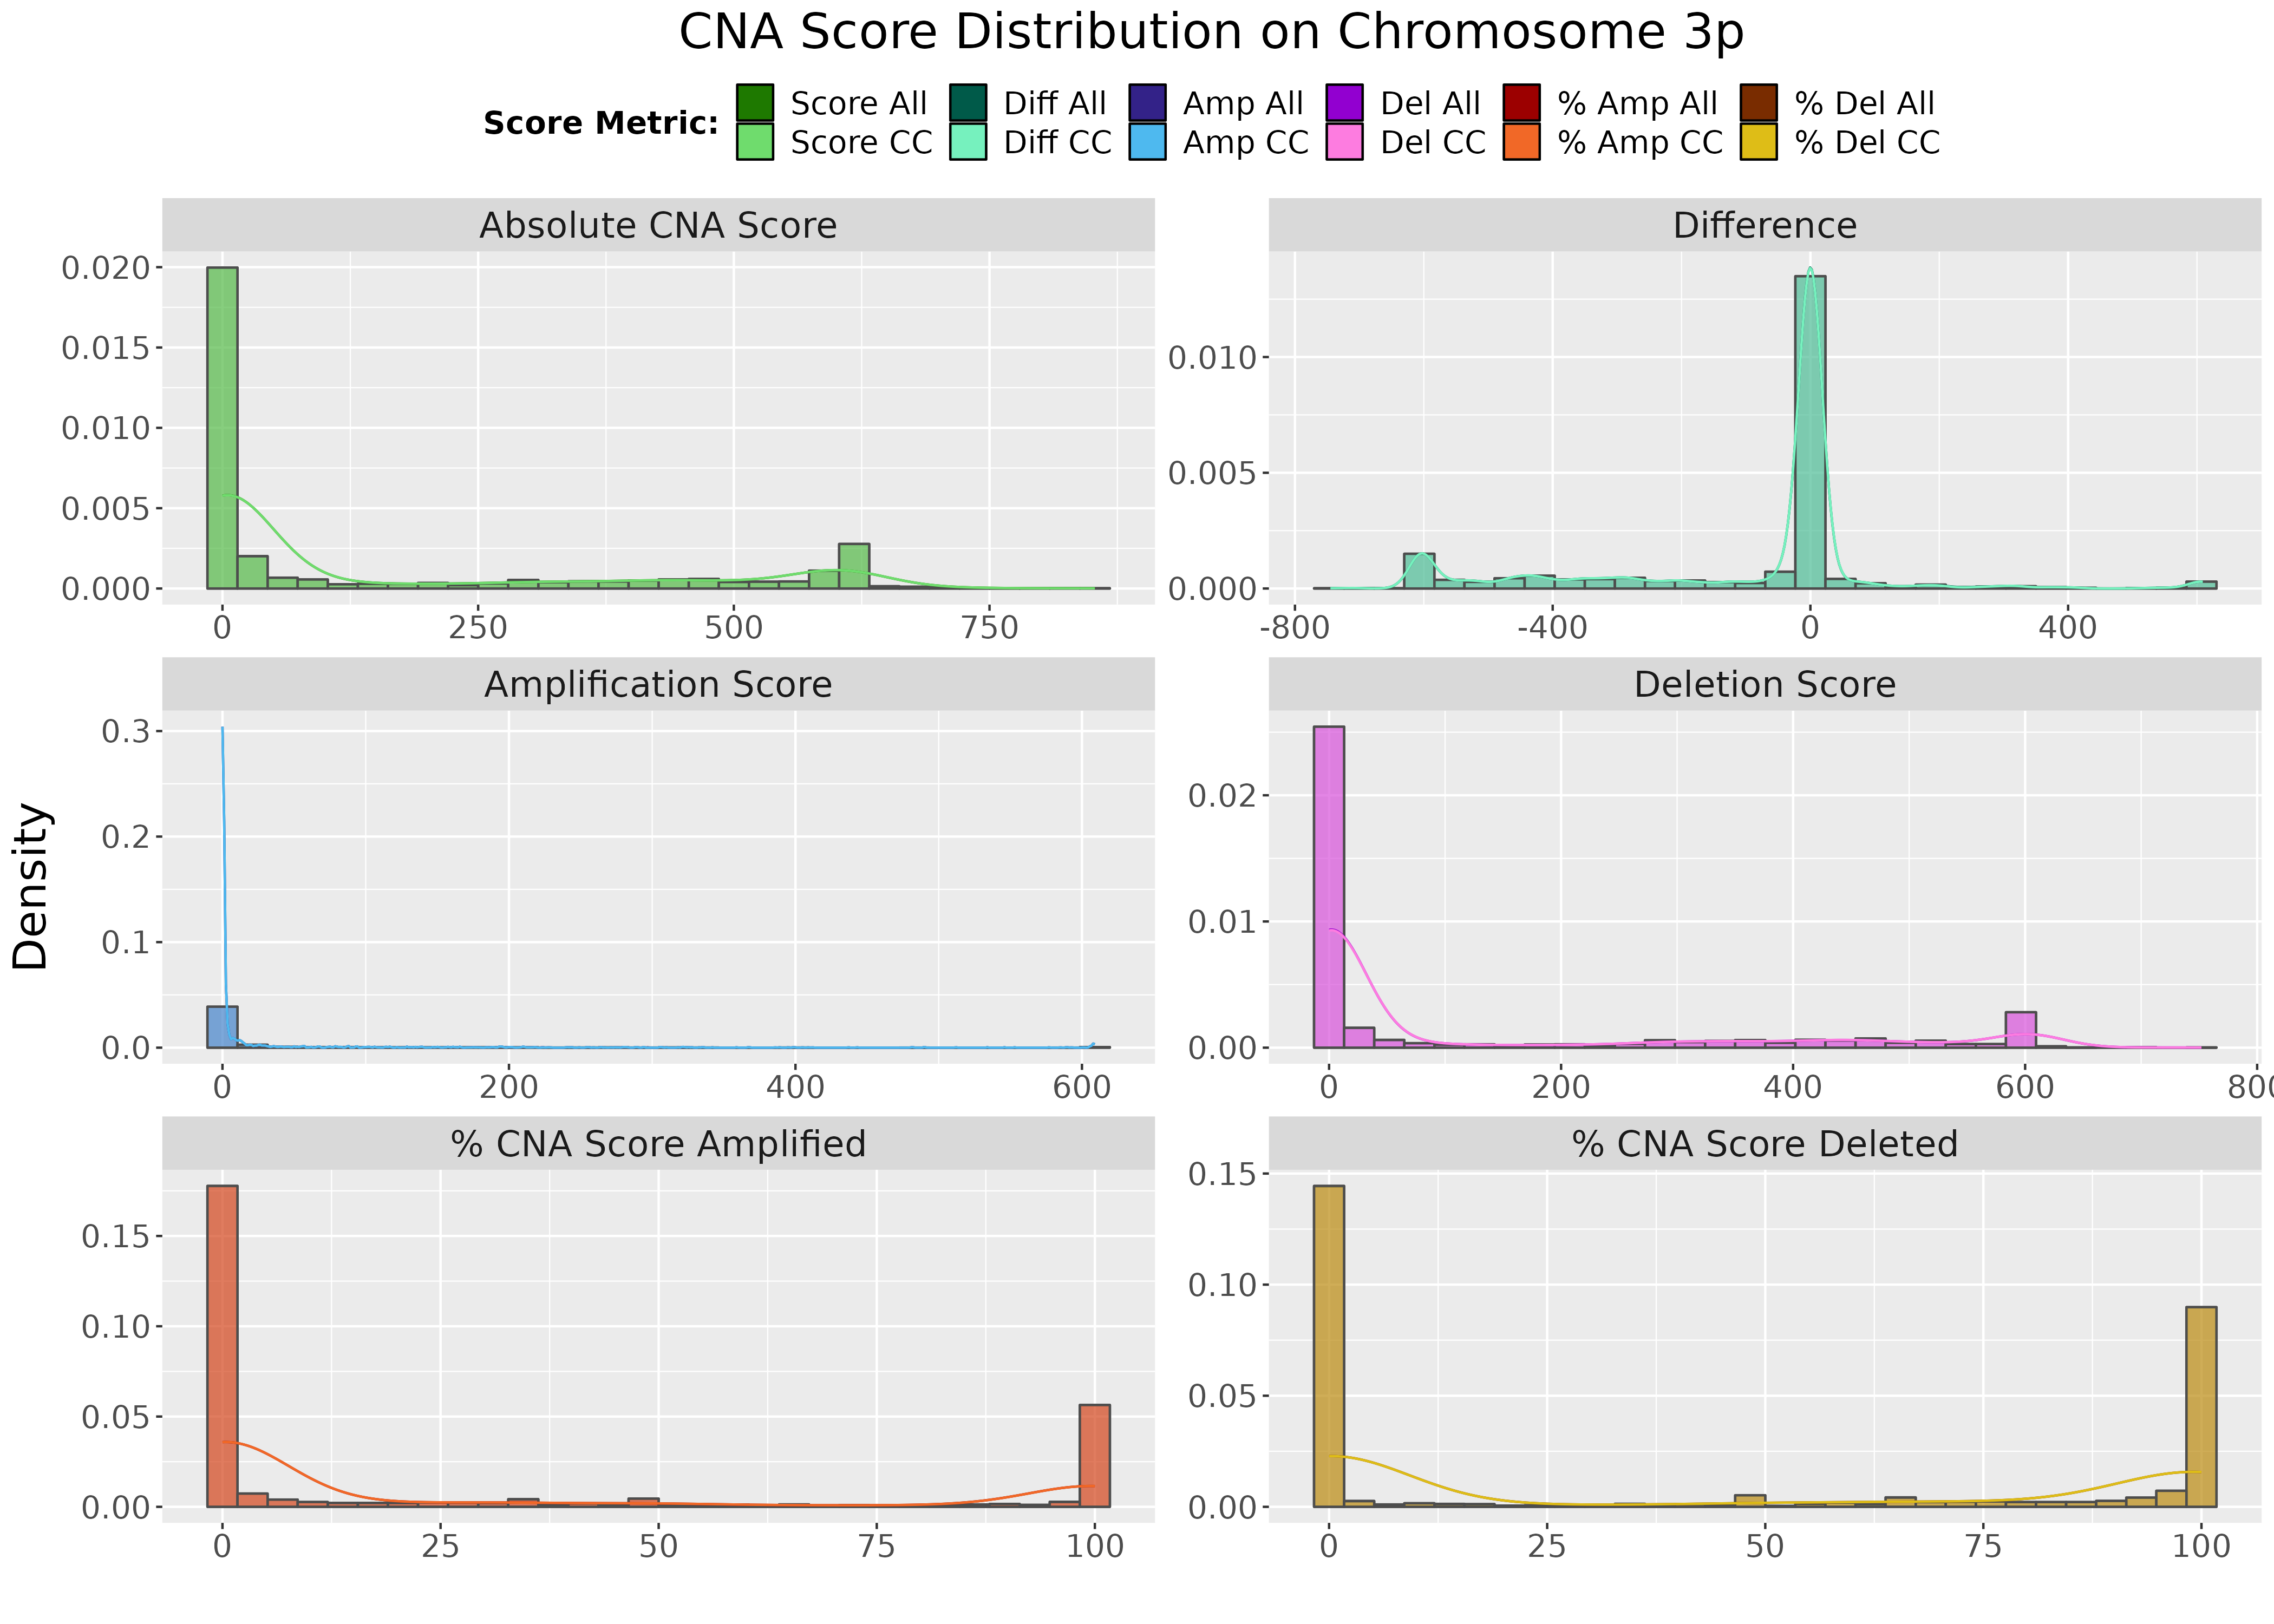 CNA Score Distribution on Chromosome 3p
Score Metric:
Score All Diff All Amp All Del All % Amp All % Del All
Score CC Diff CC Amp CC Del CC % Amp CC % Del CC
Absolute CNA Score
0.020
0.015
0.010
0.005
0.000
0 250 500 750
Difference
0.010
0.005
0.000
-800 -400 0 400
Density
Amplification Score
0.3
0.2
0.1
0.0
0 200 400 600
Deletion Score
0.02
0.01
0.00
0 200 400 600 800
% CNA Score Amplified
0.15
0.10
0.05
0.00
0 25 50 75 100
% CNA Score Deleted
0.15
0.10
0.05
0.00
0 25 50 75 100